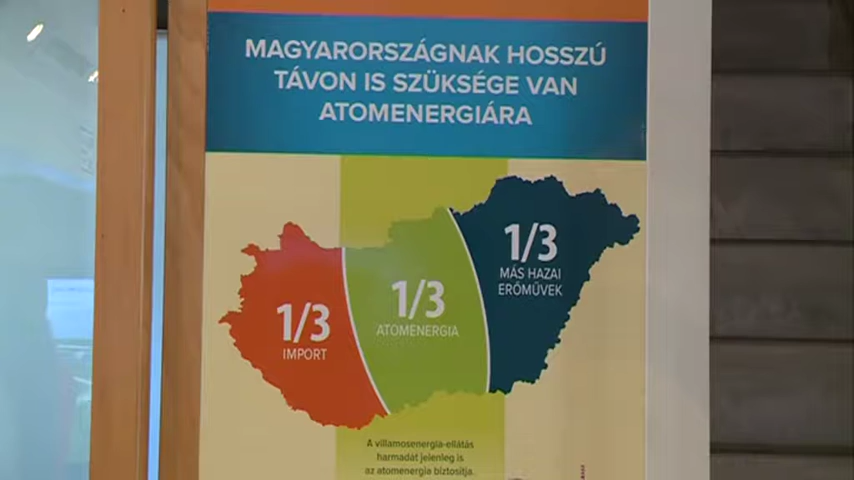 MAGYARORSZÁGNAK HOSSZÚ
TÁVON IS SZÜKSÉGE VAN
ATOMENERGIÁRA
1/3
IMPORT
1/3
ATOMENERGIA
1/3
MÁS HAZAI
ERŐMŰVEK
A villamosenergia-ellátás
harmadát jelenleg is
az atomenergia biztosítja.